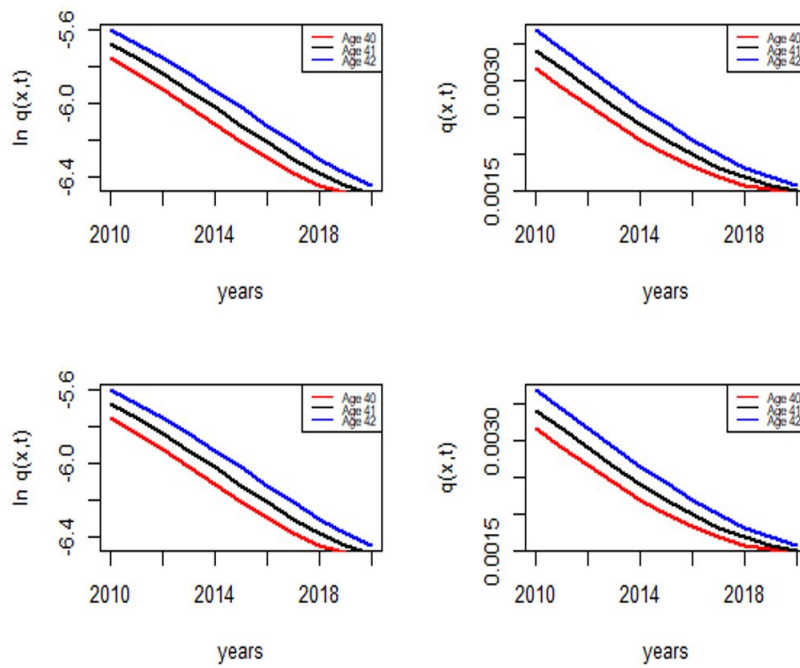 ln q(x,t)
-5.6
-6.0
-6.4
Age 40
Age 41
Age 42
2010 2014 2018
years
q(x,t)
0.0030
0.0015
Age 40
Age 41
Age 42
2010 2014 2018
years
ln q(x,t)
-5.6
-6.0
-6.4
Age 40
Age 41
Age 42
2010 2014 2018
years
q(x,t)
0.0030
0.0015
Age 40
Age 41
Age 42
2010 2014 2018
years